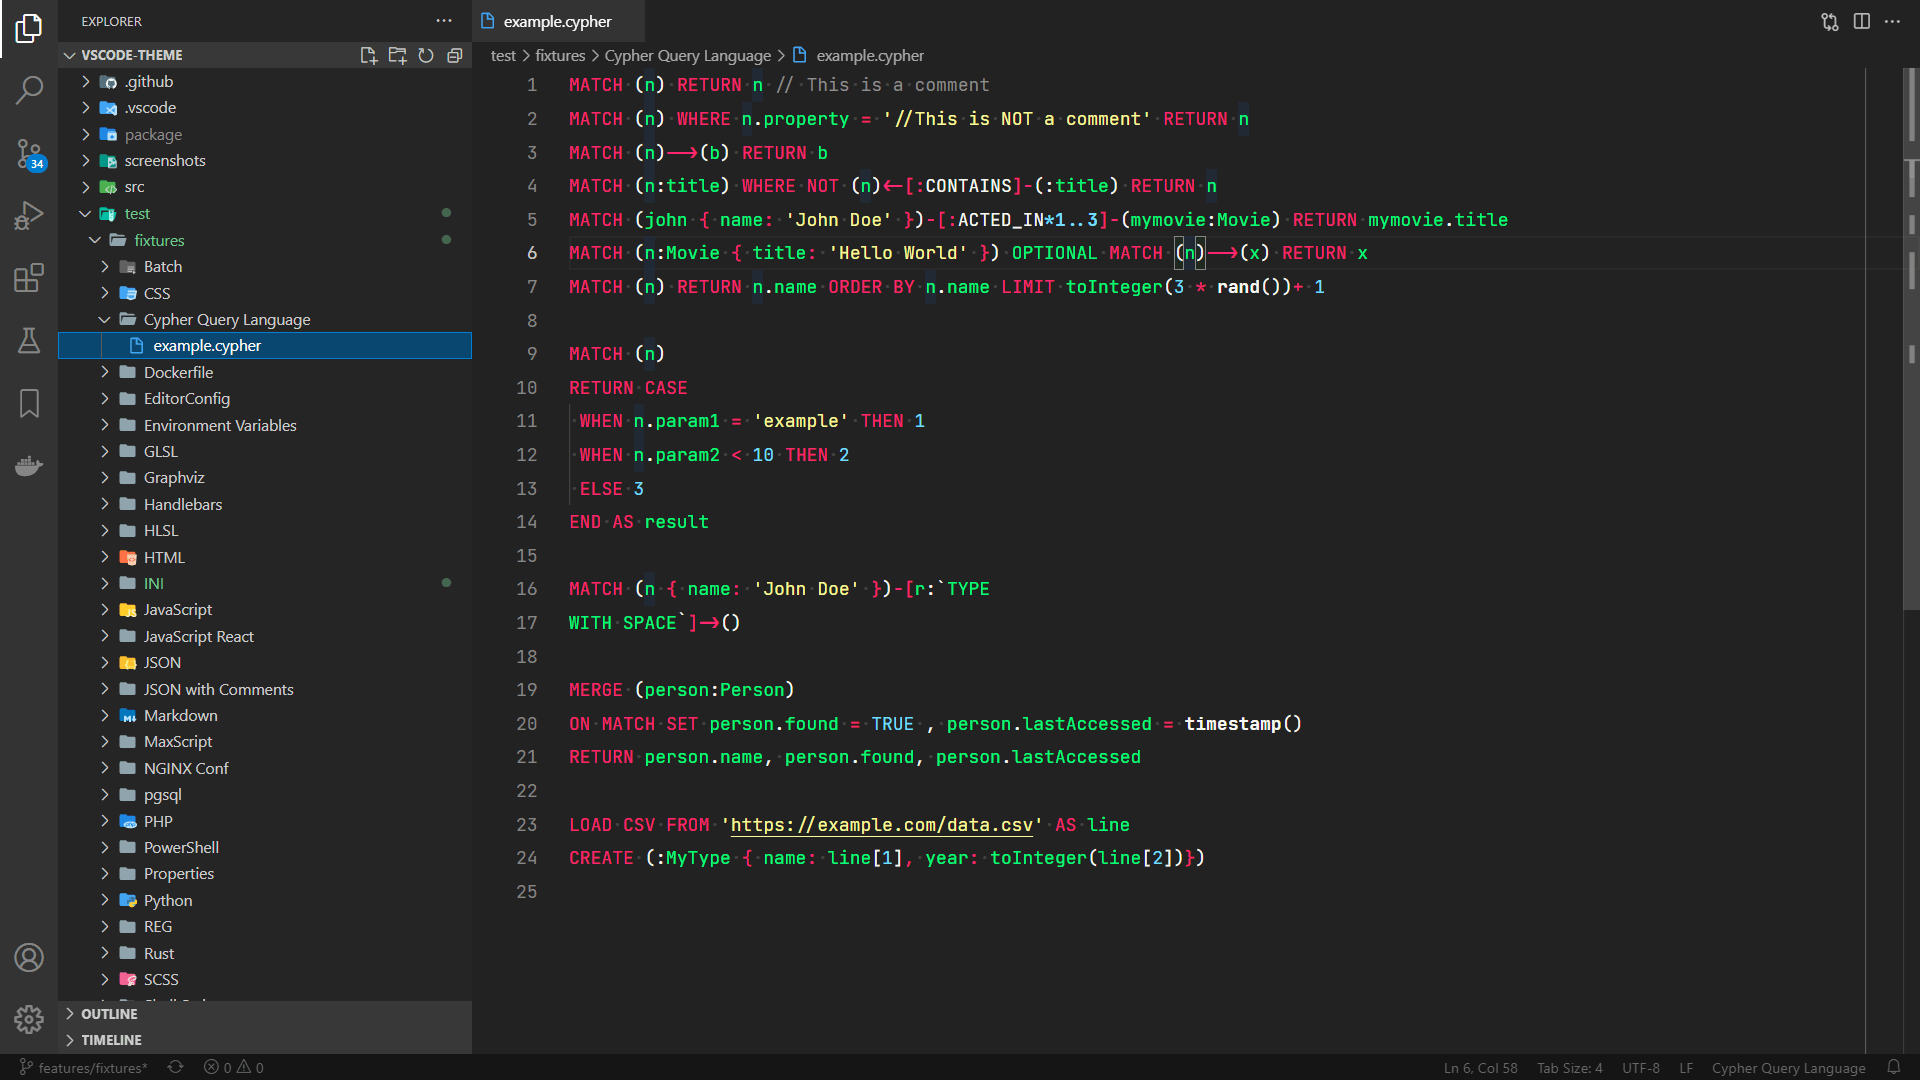 EXPLORER
VSCODE-THEME
.github
.vscode
package
screenshots
src
test
fixtures
Batch
CSS
Cypher Query Language
example.cypher
Dockerfile
EditorConfig
Environment Variables
GLSL
Graphviz
Handlebars
HLSL
HTML
INI
JavaScript
JavaScript React
JSON
JSON with Comments
Markdown
MaxScript
NGINX Conf
pgsql
PHP
PowerShell
Properties
Python
REG
Rust
SCSS
OUTLINE
TIMELINE
34
example.cypher
test > fixtures > Cypher Query Language > example.cypher
1 MATCH (n) RETURN n // This is a comment
2 MATCH (n) WHERE n.property = '//This is NOT a comment' RETURN n
3 MATCH (n)-->(b) RETURN b
4 MATCH (n:title) WHERE NOT (n)<-[:CONTAINS]-(:title) RETURN n
5 MATCH (john { name: 'John Doe' })-[:ACTED_IN*1..3]-(mymovie:Movie) RETURN mymovie.title
6 MATCH (n:Movie { title: 'Hello World' }) OPTIONAL MATCH (n)-->(x) RETURN x
7 MATCH (n) RETURN n.name ORDER BY n.name LIMIT toInteger(3 * rand())+ 1
8
9 MATCH (n)
10 RETURN CASE
11 WHEN n.param1 = 'example' THEN 1
12 WHEN n.param2 < 10 THEN 2
13 ELSE 3
14 END AS result
15
16 MATCH (n { name: 'John Doe' })-[r:`TYPE
17 WITH SPACE`]->()
18
19 MERGE (person:Person)
20 ON MATCH SET person.found = TRUE , person.lastAccessed = timestamp()
21 RETURN person.name, person.found, person.lastAccessed
22
23 LOAD CSV FROM 'https://example.com/data.csv' AS line
24 CREATE (:MyType { name: line[1], year: toInteger(line[2])})
25
features/fixtures* 0 0 Ln 6, Col 58 Tab Size: 4 UTF-8 LF Cypher Query Language